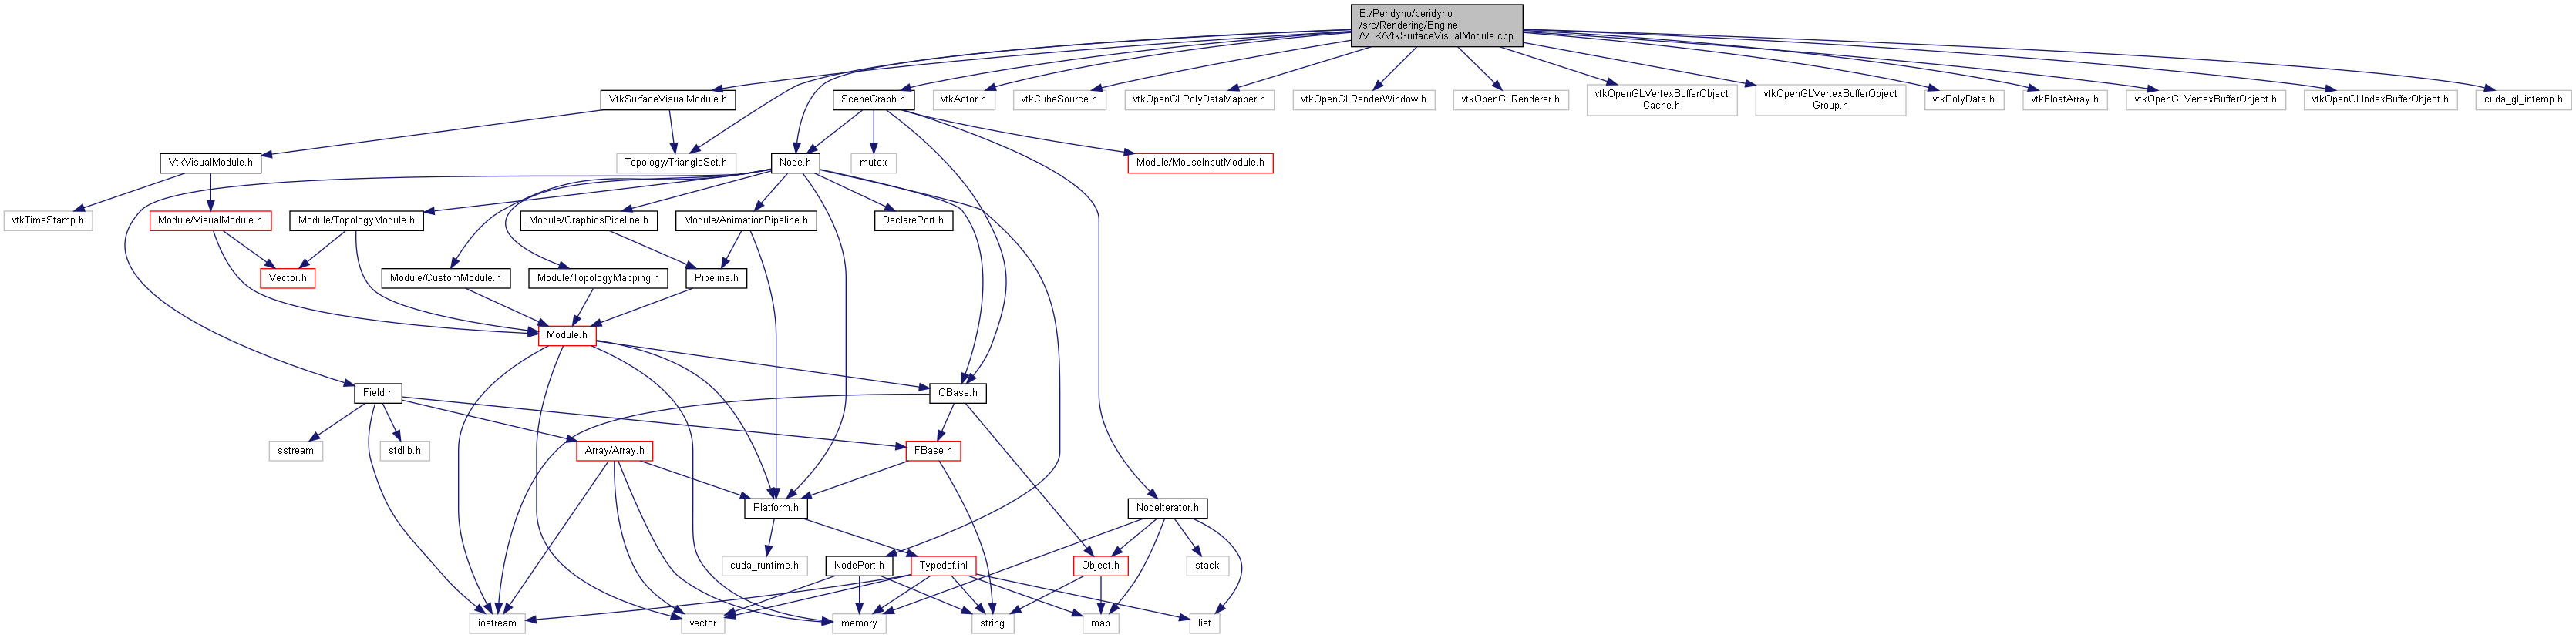 E:/Peridyno/peridyno
/src/Rendering/Engine
/VTK/VtkSurfaceVisualModule.cpp
VtkSurfaceVisualModule.h
SceneGraph.h
vtkActor.h
vtkCubeSource.h
vtkOpenGLPolyDataMapper.h
vtkOpenGLRenderWindow.h
vtkOpenGLRenderer.h
vtkOpenGLVertexBufferObject
Cache.h
vtkOpenGLVertexBufferObject
Group.h
vtkPolyData.h
vtkFloatArray.h
vtkOpenGLVertexBufferObject.h
vtkOpenGLIndexBufferObject.h
cuda_gl_interop.h
VtkVisualModule.h
Topology/TriangleSet.h
Node.h
mutex
Module/MouseInputModule.h
vtkTimeStamp.h
Module/VisualModule.h
Module/TopologyModule.h
Module/GraphicsPipeline.h
Module/AnimationPipeline.h
DeclarePort.h
Vector.h
Module/CustomModule.h
Module/TopologyMapping.h
Pipeline.h
Module.h
Field.h
OBase.h
sstream
stdlib.h
Array/Array.h
FBase.h
Platform.h
NodeIterator.h
cuda_runtime.h
NodePort.h
Typedef.inl
Object.h
stack
iostream
vector
memory
string
map
list